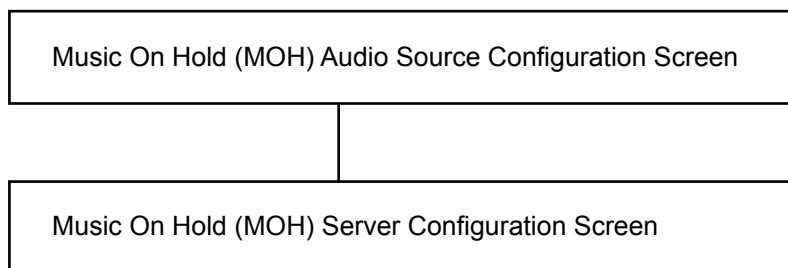 Music On Hold (MOH) Audio Source Configuration Screen
Music On Hold (MOH) Server Configuration Screen